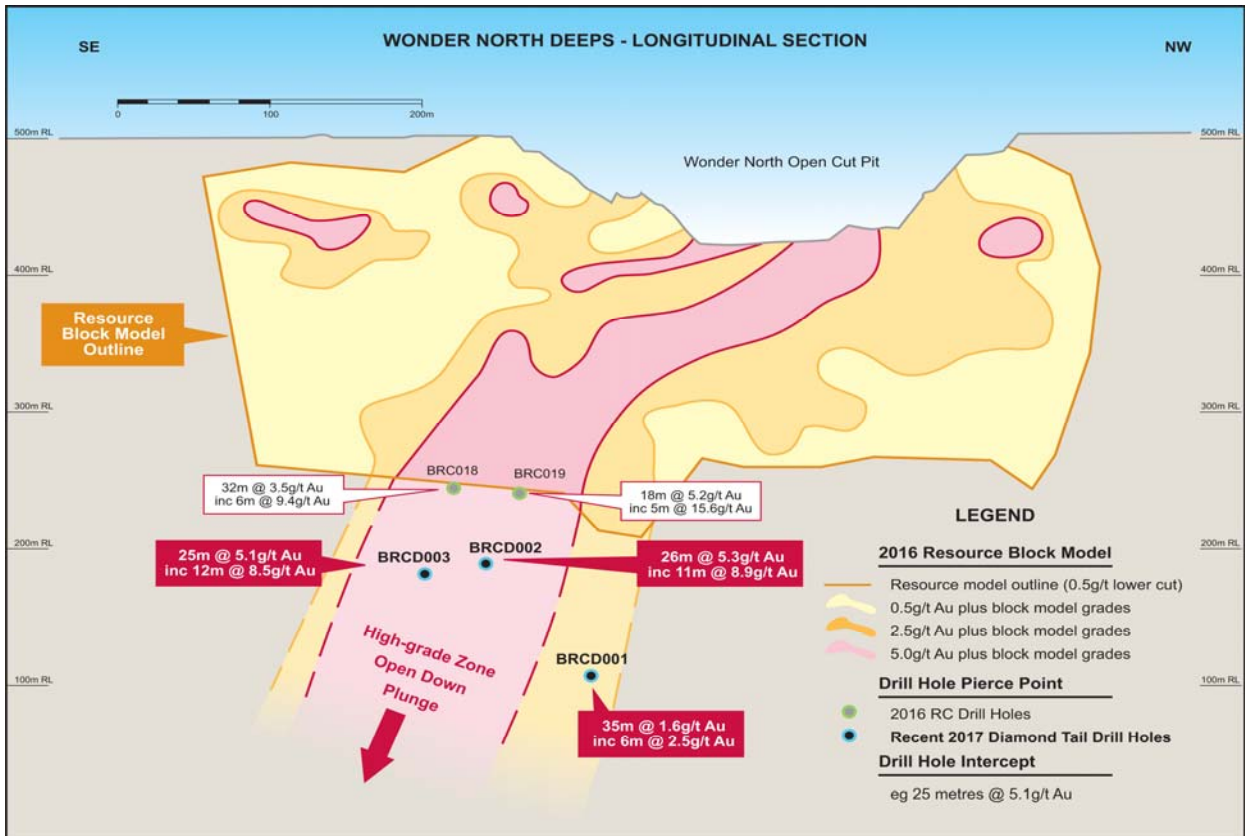 SE
WONDER NORTH DEEPS - LONGITUDINAL SECTION
NW
0
100
200m
500m RL
500m RL
Wonder North Open Cut Pit
400m RL
400m RL
Resource
Block Model
Outline
300m RL
300m RL
BRC018
BRC019
32m @ 3.5g/t Au
inc 6m @ 9.4g/t Au
18m @ 5.2g/t Au
inc 5m @ 15.6g/t Au
200m RL
200m RL
25m @ 5.1g/t Au
inc 12m @ 8.5g/t Au
BRCD003
BRCD002
26m @ 5.3g/t Au
inc 11m @ 8.9g/t Au
High-grade Zone
Open Down
Plunge
BRCD001
100m RL
100m RL
35m @ 1.6g/t Au
inc 6m @ 2.5g/t Au
LEGEND
2016 Resource Block Model
Resource model outline (0.5g/t lower cut)
0.5g/t Au plus block model grades
2.5g/t Au plus block model grades
5.0g/t Au plus block model grades
Drill Hole Pierce Point
2016 RC Drill Holes
Recent 2017 Diamond Tail Drill Holes
Drill Hole Intercept
eg 25 metres @ 5.1g/t Au